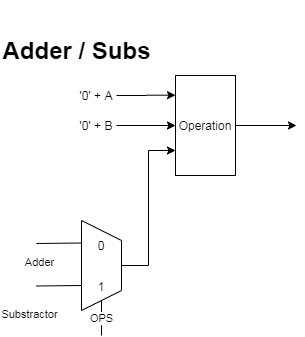 Adder / Subs
'0' + A
'0' + B
Operation
0
Adder
1
Substractor
OPS